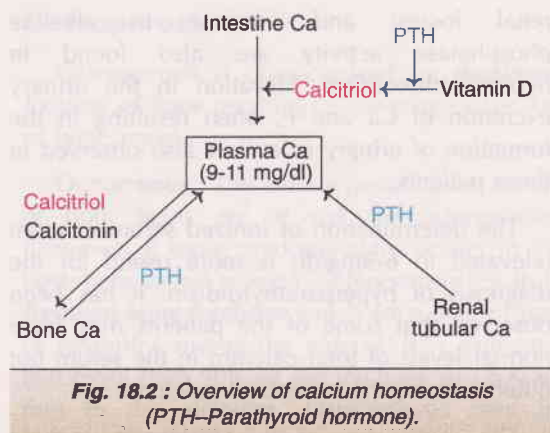 Intestine Ca
PTH
Calcitriol
Vitamin D
Plasma Ca
(9-11 mg/dl)
Calcitriol
Calcitonin
PTH
PTH
Bone Ca
Renal
tubular Ca
Fig. 18.2 : Overview of calcium homeostasis
(PTH–Parathyroid hormone).